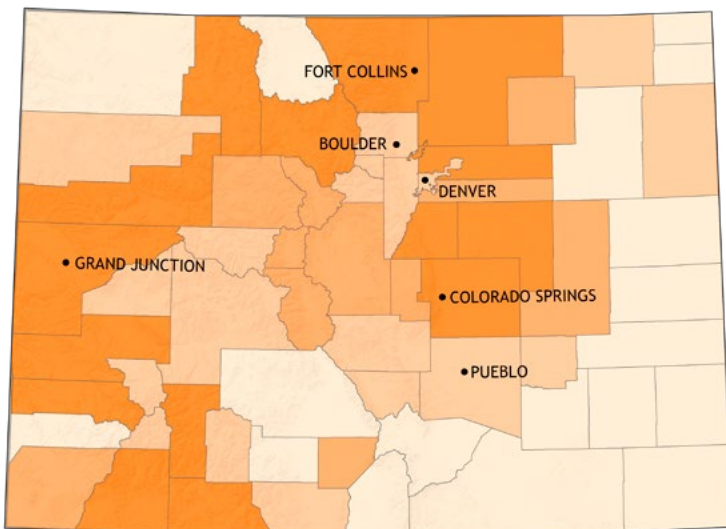 FORT COLLINS
BOULDER
DENVER
GRAND JUNCTION
COLORADO SPRINGS
PUEBLO